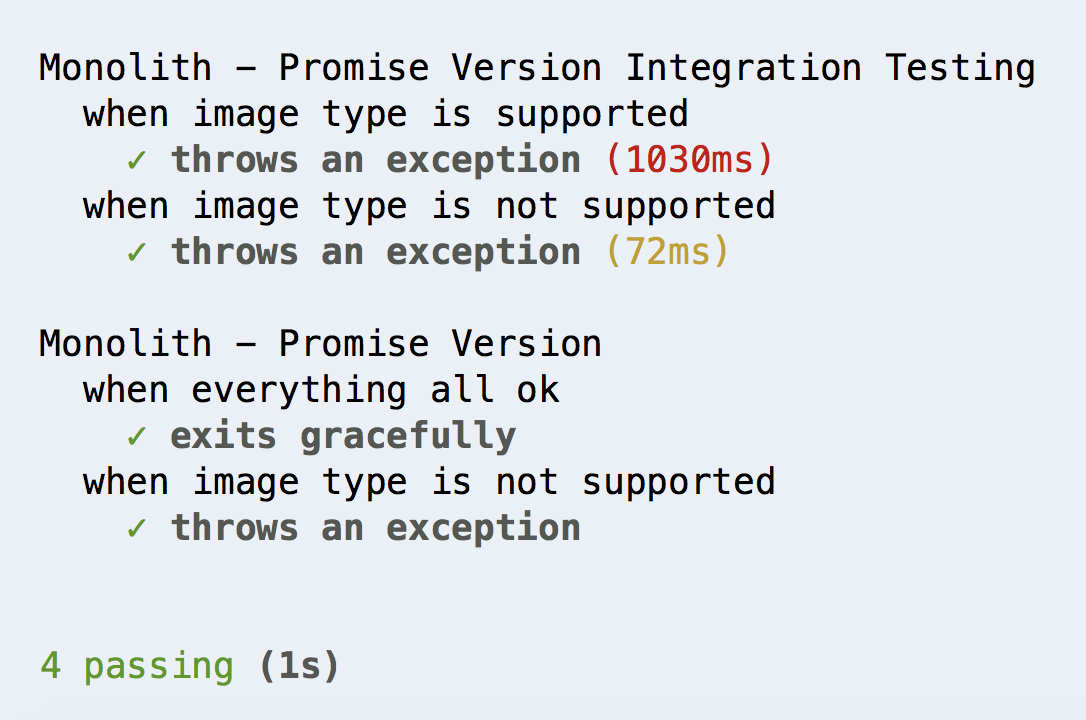 Monolith – Promise Version Integration Testing
when image type is supported
✓ throws an exception (1030ms)
when image type is not supported
✓ throws an exception (72ms)
Monolith – Promise Version
when everything all ok
✓ exits gracefully
when image type is not supported
✓ throws an exception
4 passing (1s)